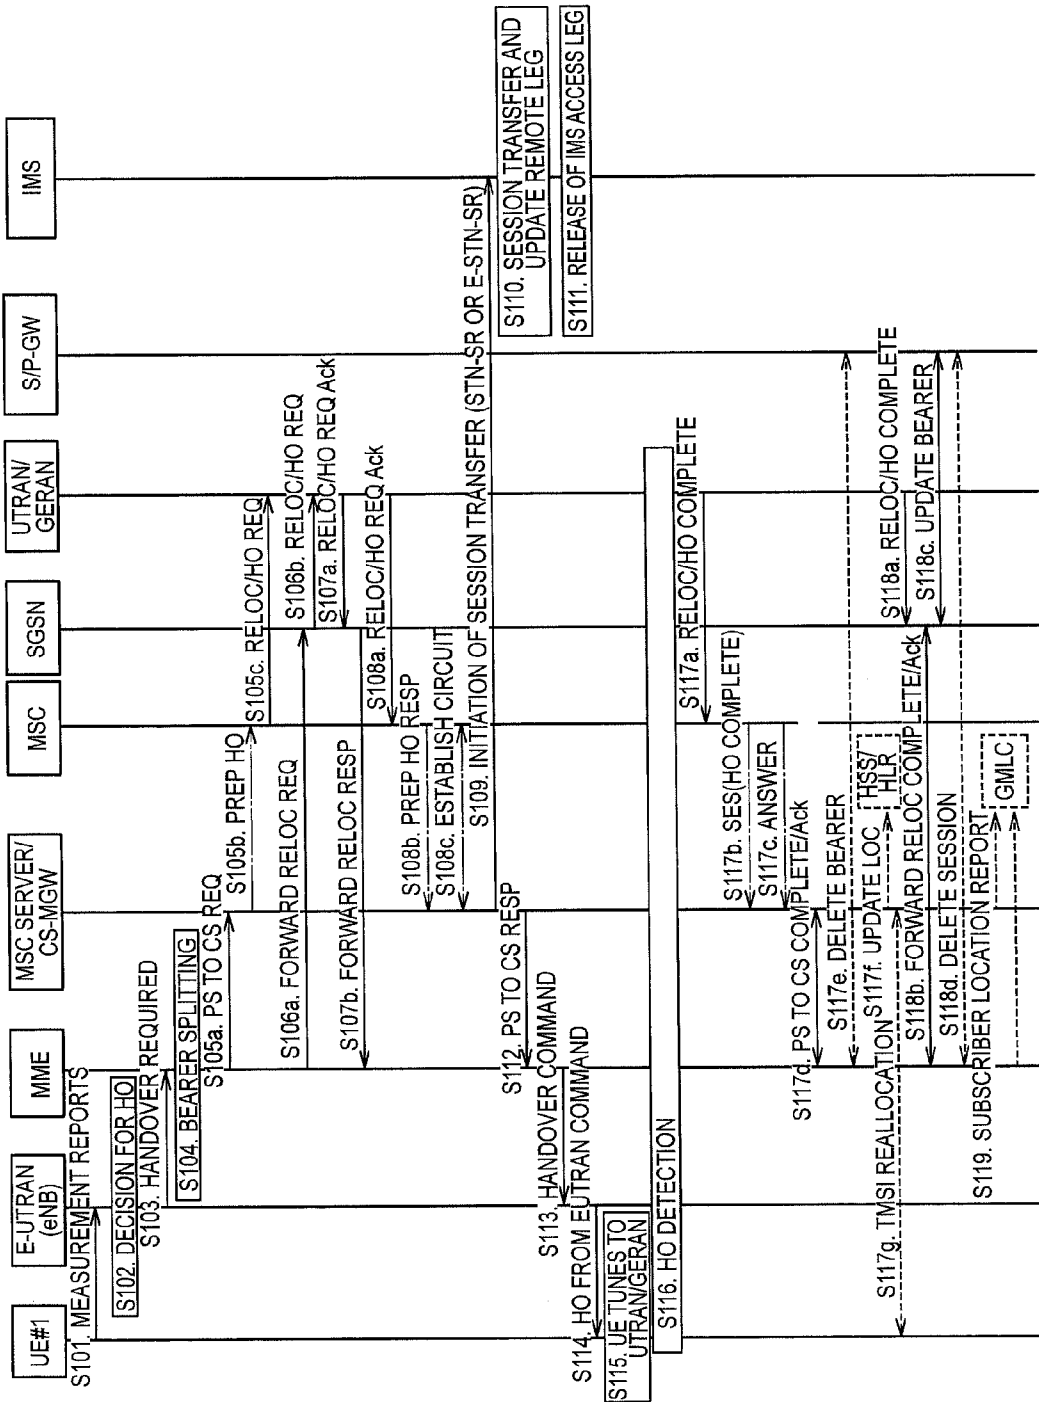 UE#1
E-UTRAN
(eNB)
MME
MSC SERVER/
CS-MGW
MSC
SGSN
UTRAN/
GERAN
S/P-GW
IMS
S101. MEASUREMENT REPORTS
S102. DECISION FOR HO
S103. HANDOVER REQUIRED
S104. BEARER SPLITTING
S105a. PS TO CS REQ
S105b. PREP HO
S105c. RELOC/HO REQ
S106a. FORWARD RELOC REQ
S106b. RELOC/HO REQ
S107a. RELOC/HO REQ Ack
S107b. FORWARD RELOC RESP
S108a. RELOC/HO REQ Ack
S108b. PREP HO RESP
S108c. ESTABLISH CIRCUIT
S109. INITIATION OF SESSION TRANSFER (STN-SR OR E-STN-SR)
S110. SESSION TRANSFER AND
UPDATE REMOTE LEG
S111. RELEASE OF IMS ACCESS LEG
S112. PS TO CS RESP
S113. HANDOVER COMMAND
S114. HO FROM EUTRAN COMMAND
S115. UE TUNES TO
UTRAN/GERAN
S116. HO DETECTION
S117a. RELOC/HO COMPLETE
S117b. SES(HO COMPLETE)
S117c. ANSWER
S117d. PS TO CS COMPLETE/Ack
S117e. DELETE BEARER
S117f. UPDATE LOC
HSS/
HLR
S117g. TMSI REALLOCATION
S118a. RELOC/HO COMPLETE
S118b. FORWARD RELOC COMPLETE/Ack
S118c. UPDATE BEARER
S118d. DELETE SESSION
S119. SUBSCRIBER LOCATION REPORT
GMLC